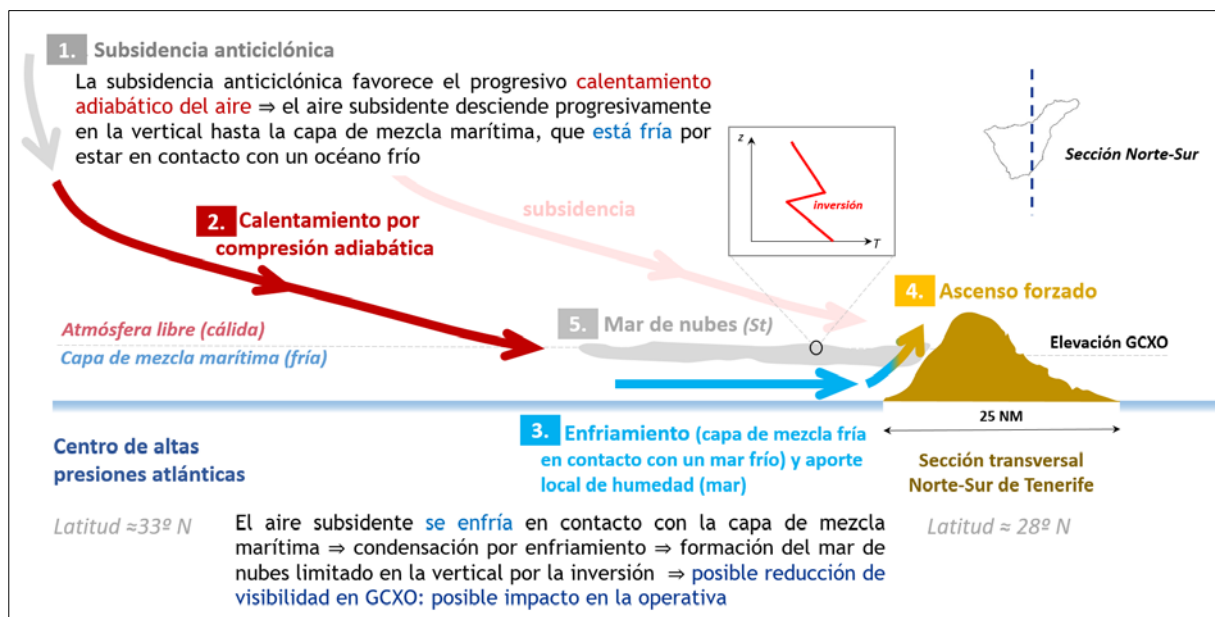 1. Subsidencia anticiclónica
La subsidencia anticiclónica favorece el progresivo calentamiento
adiabático del aire ⇒ el aire subsidente desciende progresivamente
en la vertical hasta la capa de mezcla marítima, que está fría por
estar en contacto con un océano frío
Sección Norte-Sur
z
inversión
T
subsidencia
2. Calentamiento por
compresión adiabática
4. Ascenso forzado
5. Mar de nubes (St)
Atmósfera libre (cálida)
Capa de mezcla marítima (fría)
Elevación GCXO
25 NM
3. Enfriamiento (capa de mezcla fría
en contacto con un mar frío) y aporte
local de humedad (mar)
Centro de altas
presiones atlánticas
Sección transversal
Norte-Sur de Tenerife
Latitud ≈33º N
Latitud ≈ 28º N
El aire subsidente se enfría en contacto con la capa de mezcla
marítima ⇒ condensación por enfriamiento ⇒ formación del mar de
nubes limitado en la vertical por la inversión ⇒ posible reducción de
visibilidad en GCXO: posible impacto en la operativa